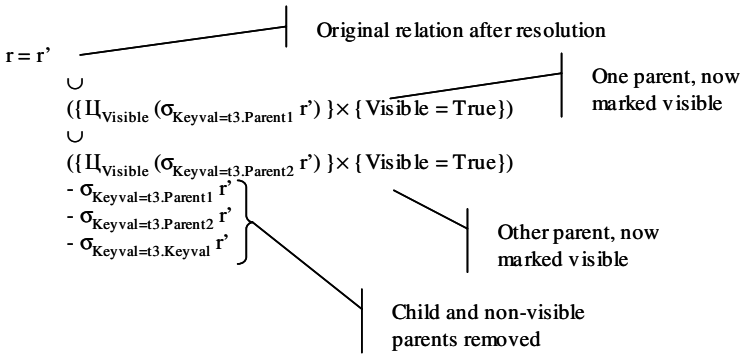 Original relation after resolution
r = r’
∪
({Ц_Visible (σ_Keyval=t3.Parent1 r’) }× {Visible = True})
One parent, now
marked visible
∪
({Ц_Visible (σ_Keyval=t3.Parent2 r’) }× {Visible = True})
- σ_Keyval=t3.Parent1 r’
- σ_Keyval=t3.Parent2 r’
- σ_Keyval=t3.Keyval r’
Other parent, now
marked visible
Child and non-visible
parents removed